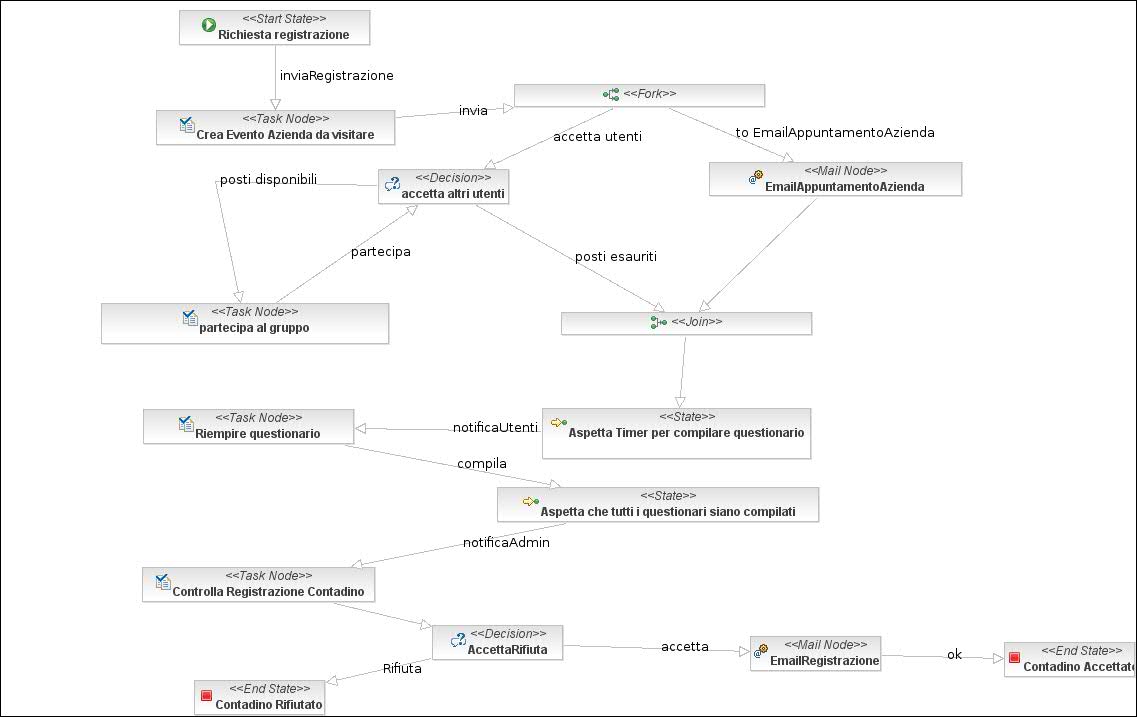 <<Start State>>
Richiesta registrazione
inviaRegistrazione
<<Fork>>
invia
<<Task Node>>
Crea Evento Azienda da visitare
accetta utenti
to EmailAppuntamentoAzienda
<<Decision>>
accetta altri utenti
<<Mail Node>>
EmailAppuntamentoAzienda
posti disponibili
partecipa
posti esauriti
<<Task Node>>
partecipa al gruppo
<<Join>>
<<Task Node>>
Riempire questionario
notificaUtenti
<<State>>
Aspetta Timer per compilare questionario
compila
<<State>>
Aspetta che tutti i questionari siano compilati
notificaAdmin
<<Task Node>>
Controlla Registrazione Contadino
<<Decision>>
AccettaRifiuta
accetta
<<Mail Node>>
EmailRegistrazione
ok
<<End State>>
Contadino Accettato
Rifiuta
<<End State>>
Contadino Rifiutato